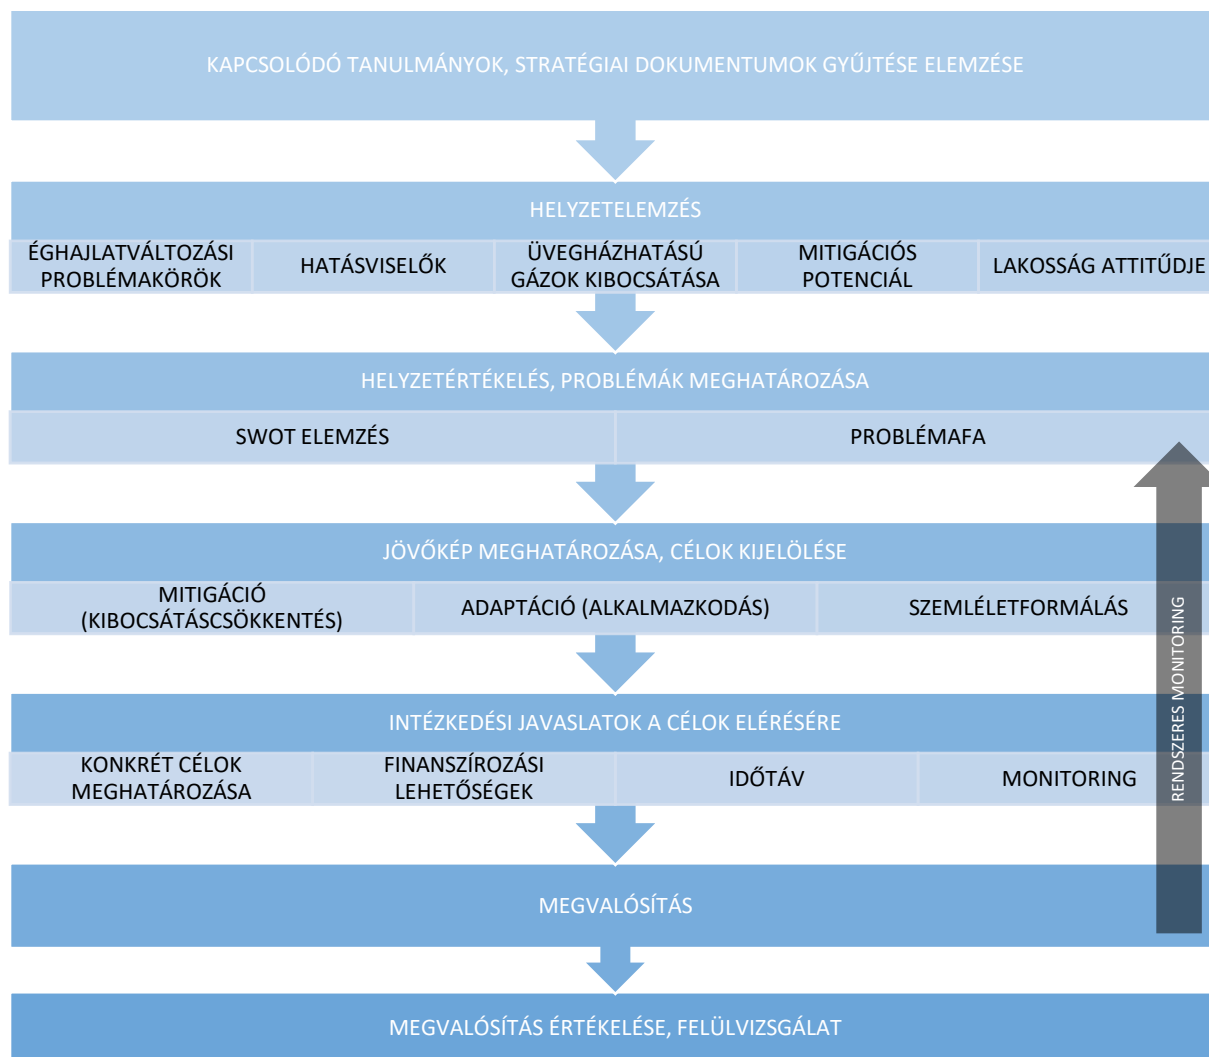 KAPCSOLÓDÓ TANULMÁNYOK, STRATÉGIAI DOKUMENTUMOK GYŰJTÉSE ELEMZÉSE
HELYZETELEMZÉS
ÉGHAJLATVÁLTOZÁSI
PROBLÉMAKÖRÖK
HATÁSVISELŐK
ÜVEGHÁZHATÁSÚ
GÁZOK KIBOCSÁTÁSA
MITIGÁCIÓS
POTENCIÁL
LAKOSSÁG ATTITŰDJE
HELYZETÉRTÉKELÉS, PROBLÉMÁK MEGHATÁROZÁSA
SWOT ELEMZÉS
PROBLÉMAFA
JÖVŐKÉP MEGHATÁROZÁSA, CÉLOK KIJELÖLÉSE
MITIGÁCIÓ
(KIBOCSÁTÁSCSÖKKENTÉS)
ADAPTÁCIÓ (ALKALMAZKODÁS)
SZEMLÉLETFORMÁLÁS
INTÉZKEDÉSI JAVASLATOK A CÉLOK ELÉRÉSÉRE
KONKRÉT CÉLOK
MEGHATÁROZÁSA
FINANSZÍROZÁSI
LEHETŐSÉGEK
IDŐTÁV
MONITORING
RENDSZERES MONITORING
MEGVALÓSÍTÁS
MEGVALÓSÍTÁS ÉRTÉKELÉSE, FELÜLVIZSGÁLAT